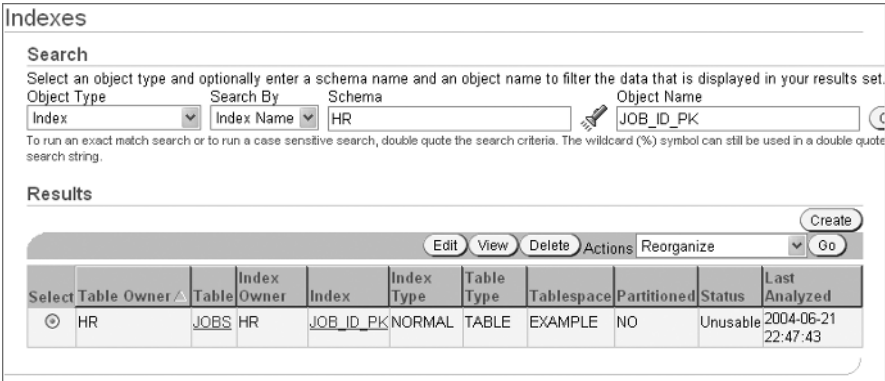 Indexes
Search
Select an object type and optionally enter a schema name and an object name to filter the data that is displayed in your results set.
Object Type Search By Schema Object Name
Index Index Name HR JOB_ID_PK
To run an exact match search or to run a case sensitive search, double quote the search criteria. The wildcard (%) symbol can still be used in a double quote
search string.
Results
Create
Edit View Delete Actions Reorganize Go
Select Table Owner Table Index Owner Index Index Type Table Type Tablespace Partitioned Status Last Analyzed
HR JOBS HR JOB_ID_PK NORMAL TABLE EXAMPLE NO Unusable 2004-06-21
22:47:43